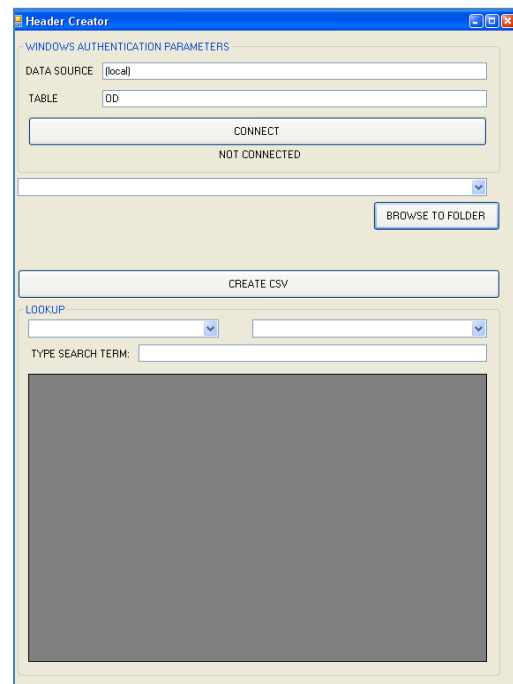 Header Creator
WINDOWS AUTHENTICATION PARAMETERS
DATA SOURCE (local)
TABLE OD
CONNECT
NOT CONNECTED
BROWSE TO FOLDER
CREATE CSV
LOOKUP
TYPE SEARCH TERM: